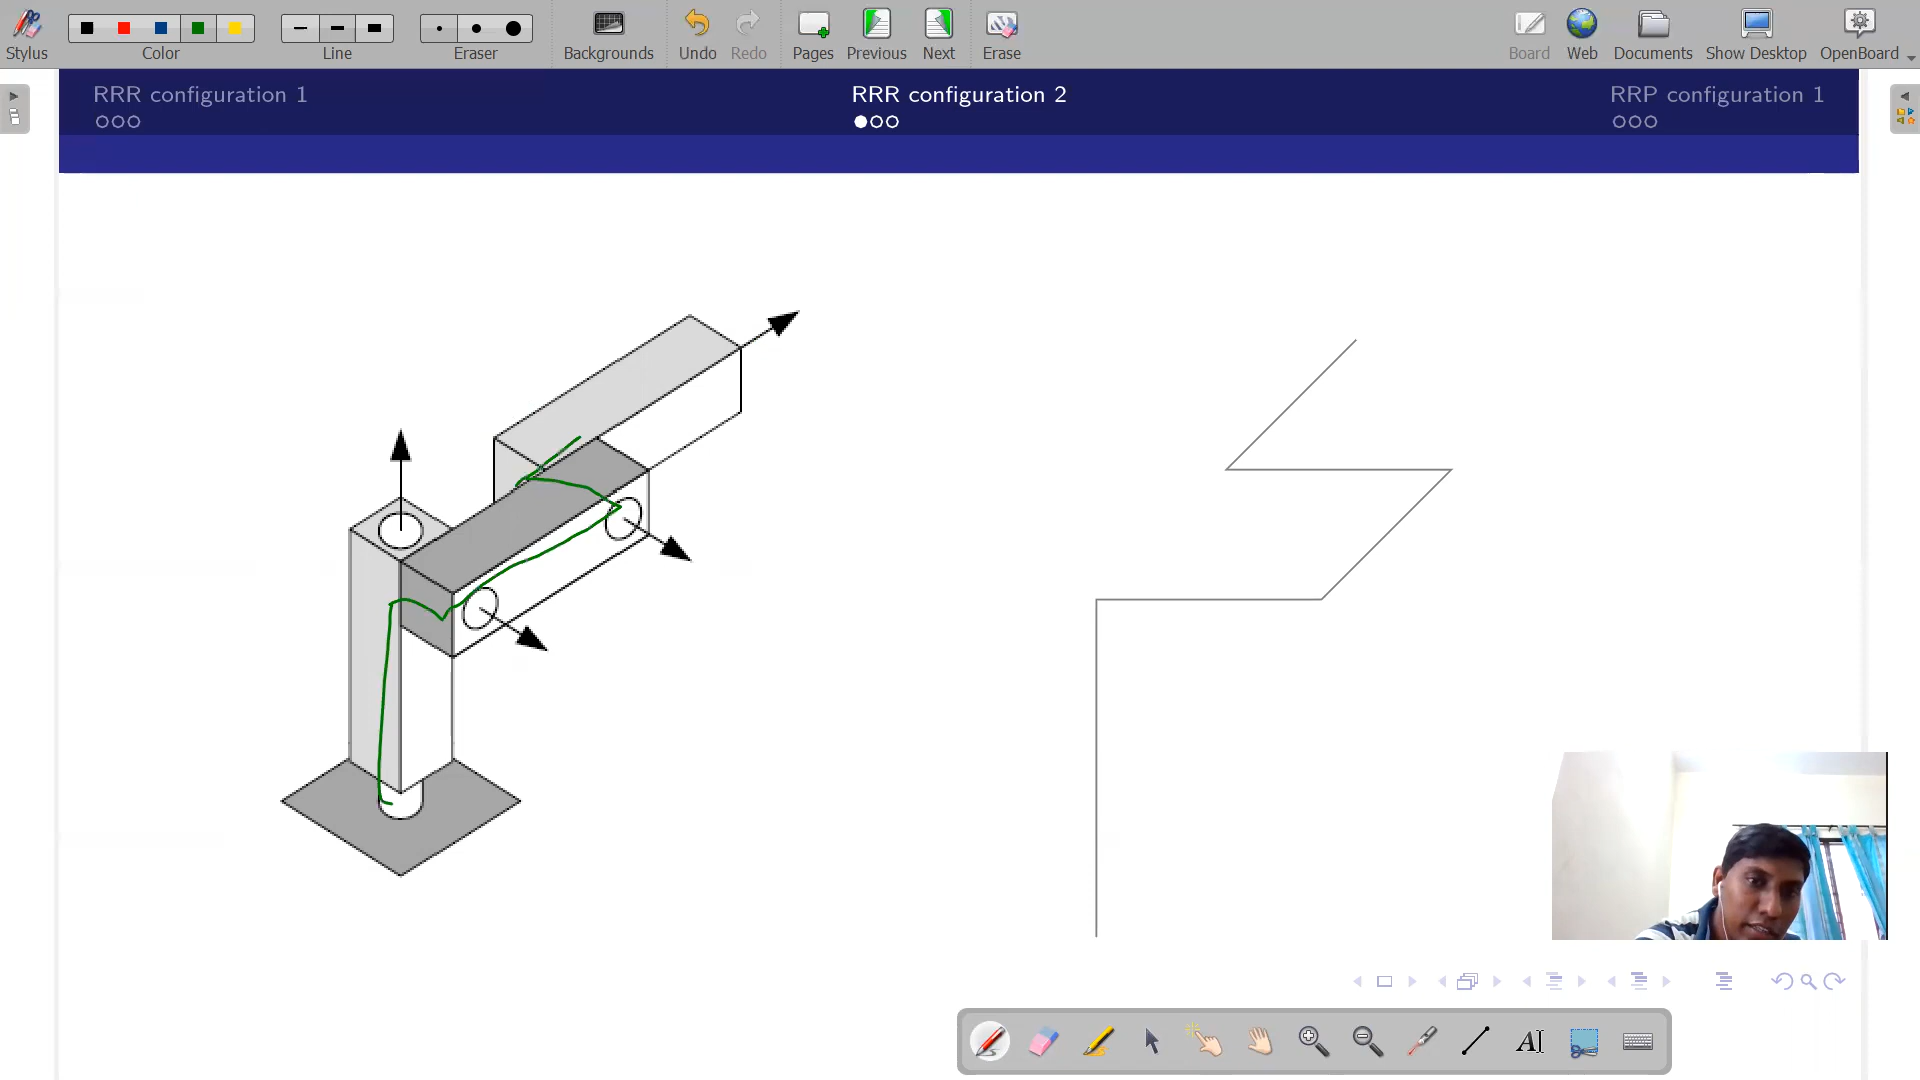 Stylus
Color
Line
Eraser
Backgrounds
Undo
Redo
Pages
Previous
Next
Erase
Board
Web
Documents
Show Desktop
OpenBoard
RRR configuration 1
RRR configuration 2
RRP configuration 1